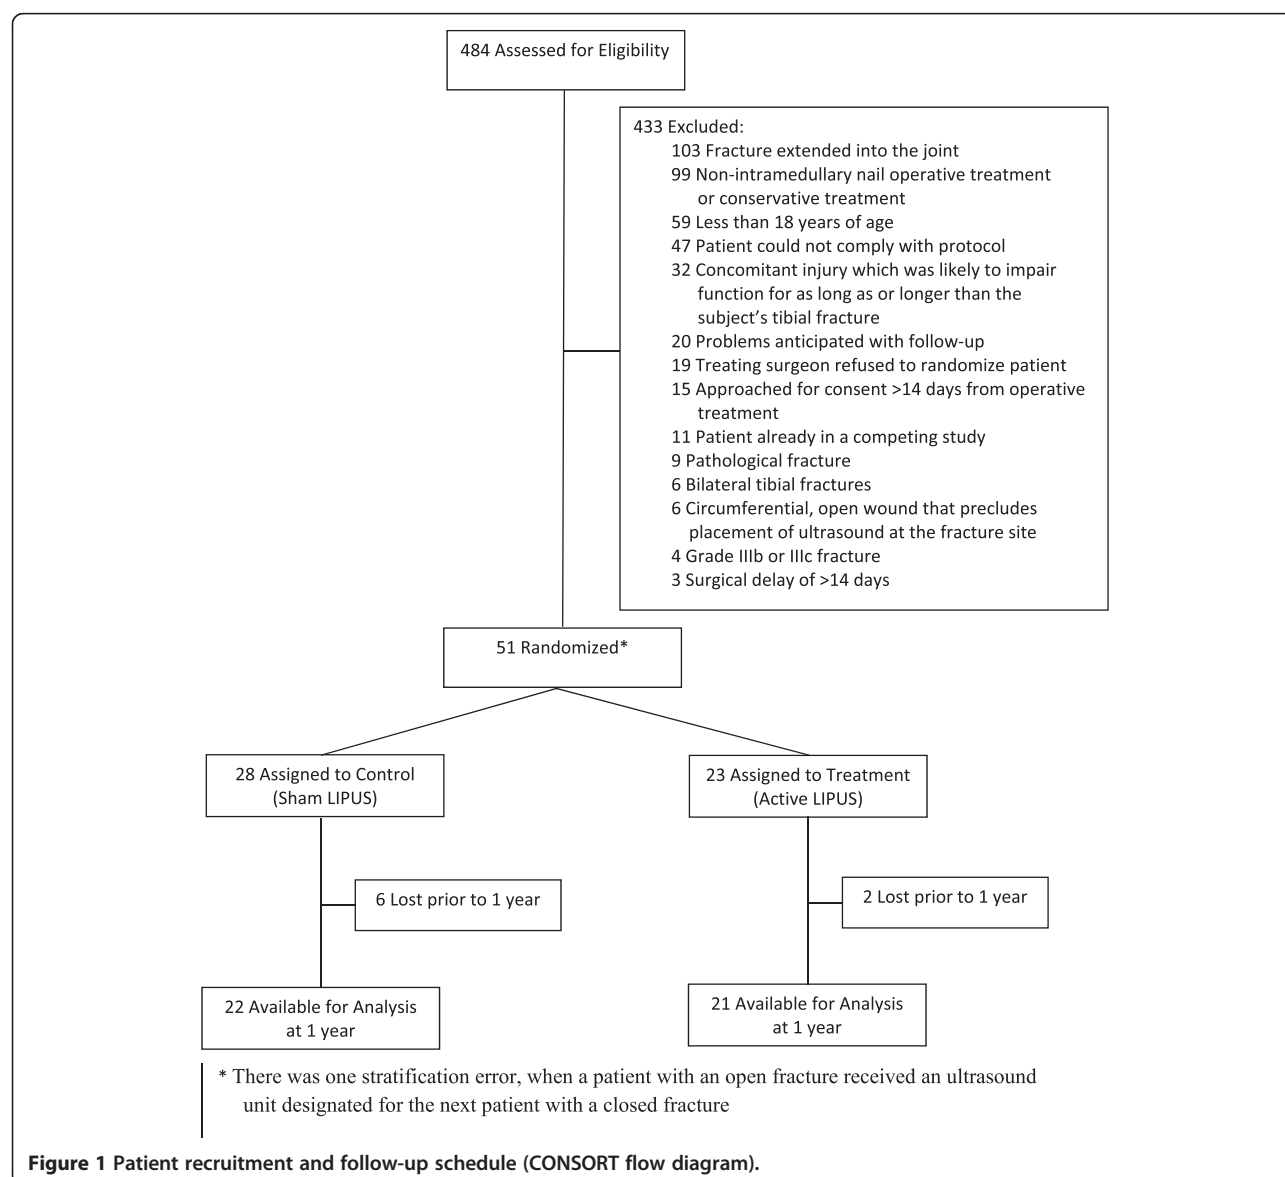 484 Assessed for Eligibility
433 Excluded:
103 Fracture extended into the joint
99 Non-intramedullary nail operative treatment
or conservative treatment
59 Less than 18 years of age
47 Patient could not comply with protocol
32 Concomitant injury which was likely to impair
function for as long as or longer than the
subject's tibial fracture
20 Problems anticipated with follow-up
19 Treating surgeon refused to randomize patient
15 Approached for consent >14 days from operative
treatment
11 Patient already in a competing study
9 Pathological fracture
6 Bilateral tibial fractures
6 Circumferential, open wound that precludes
placement of ultrasound at the fracture site
4 Grade IIIb or IIIc fracture
3 Surgical delay of >14 days
51 Randomized*
28 Assigned to Control
(Sham LIPUS)
23 Assigned to Treatment
(Active LIPUS)
6 Lost prior to 1 year
2 Lost prior to 1 year
22 Available for Analysis
at 1 year
21 Available for Analysis
at 1 year
* There was one stratification error, when a patient with an open fracture received an ultrasound
unit designated for the next patient with a closed fracture
Figure 1 Patient recruitment and follow-up schedule (CONSORT flow diagram).